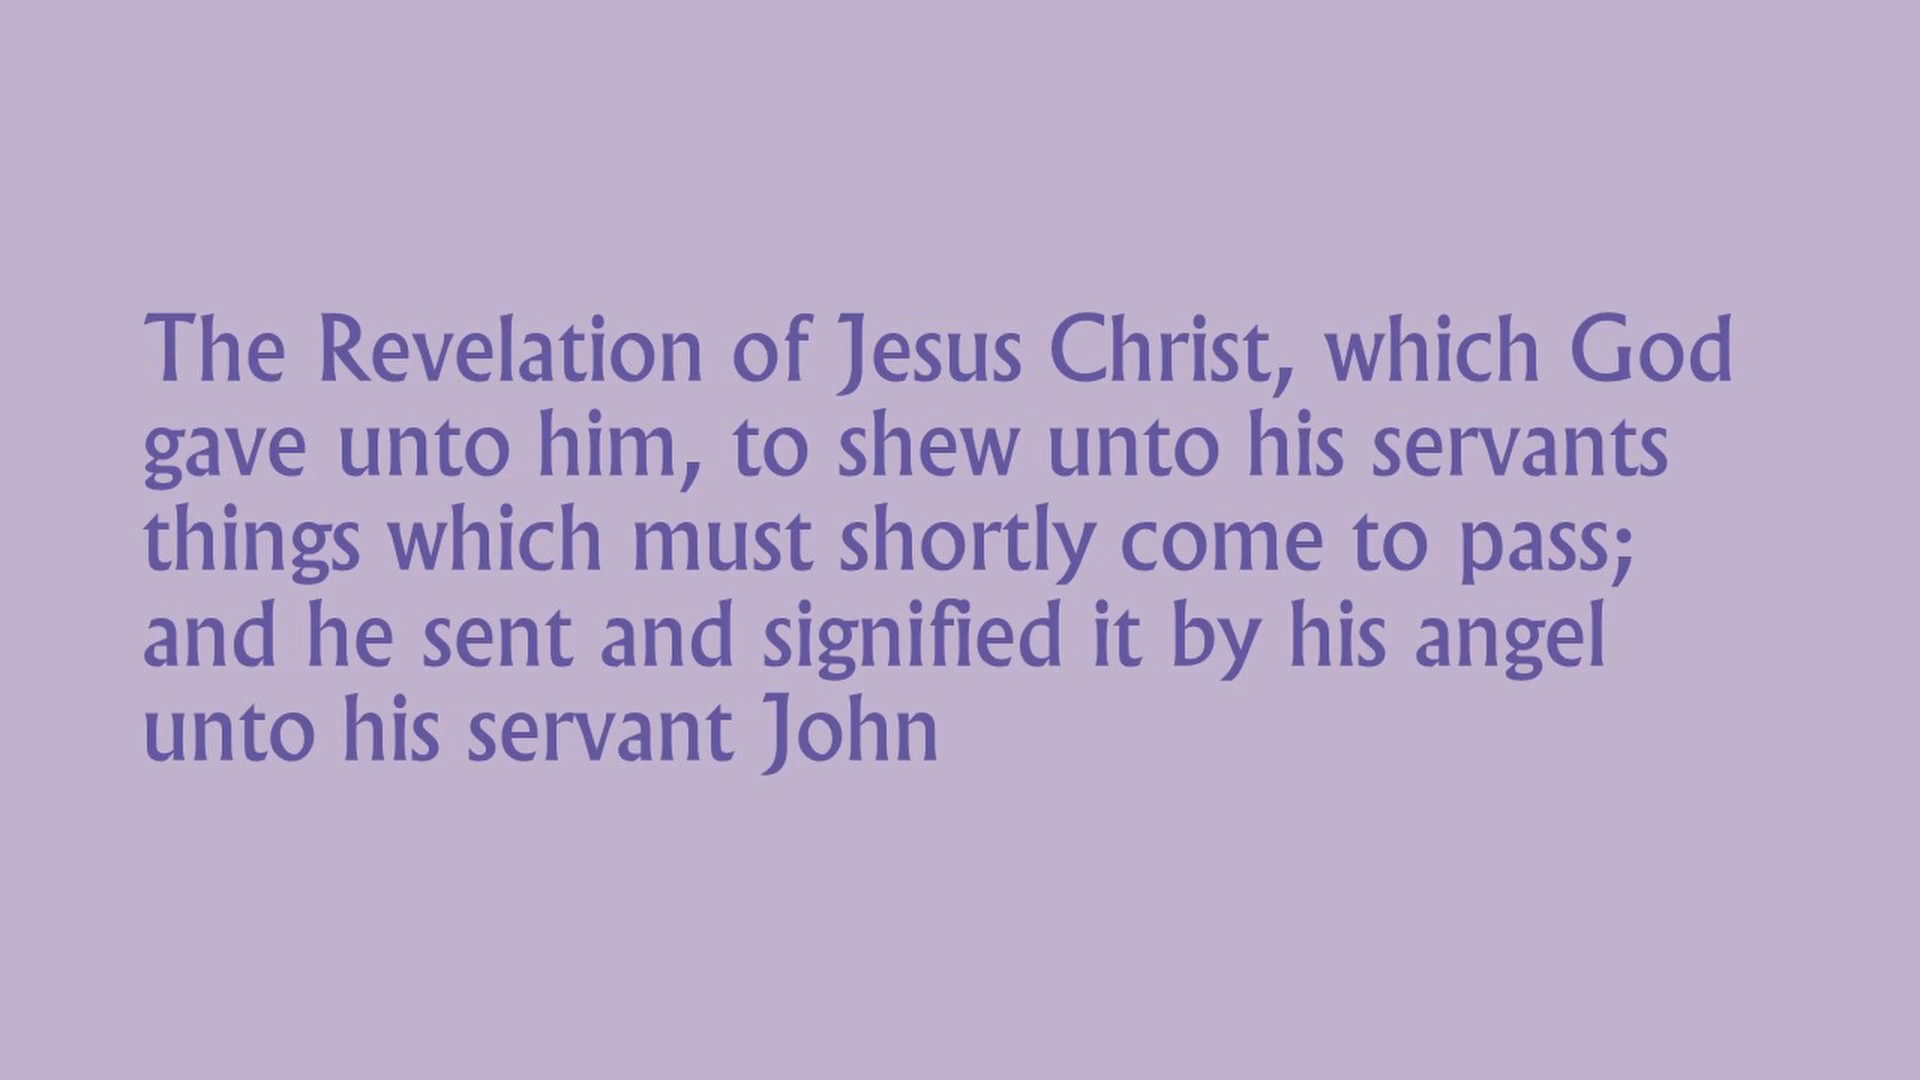 The Revelation of Jesus Christ, which God
gave unto him, to shew unto his servants
things which must shortly come to pass;
and he sent and signified it by his angel
unto his servant John